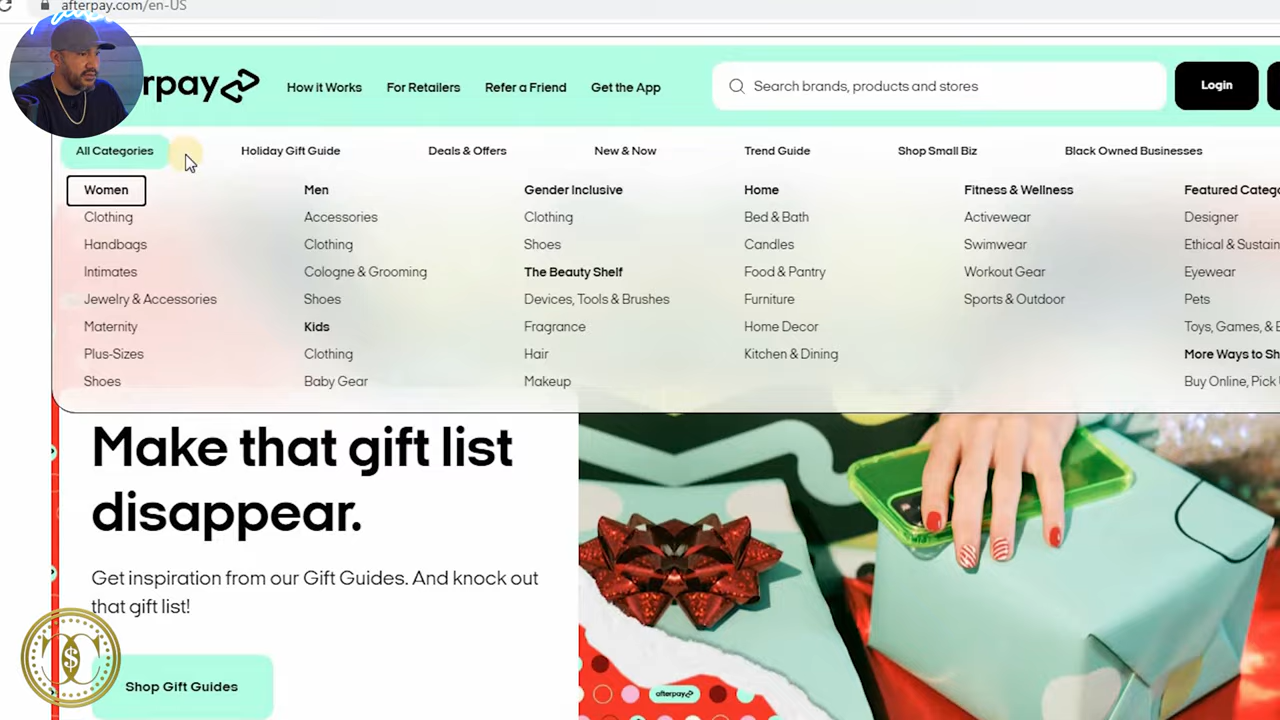 afterpay.com/en-US
rpay
How it Works
For Retailers
Refer a Friend
Get the App
Search brands, products and stores
Login
All Categories
Holiday Gift Guide
Deals & Offers
New & Now
Trend Guide
Shop Small Biz
Black Owned Businesses
Women
Clothing
Handbags
Intimates
Jewelry & Accessories
Maternity
Plus-Sizes
Shoes
Men
Accessories
Clothing
Cologne & Grooming
Shoes
Kids
Clothing
Baby Gear
Gender Inclusive
Clothing
Shoes
The Beauty Shelf
Devices, Tools & Brushes
Fragrance
Hair
Makeup
Home
Bed & Bath
Candles
Food & Pantry
Furniture
Home Decor
Kitchen & Dining
Fitness & Wellness
Activewear
Swimwear
Workout Gear
Sports & Outdoor
Featured Catego
Designer
Ethical & Sustain
Eyewear
Pets
Toys, Games, & E
More Ways to Sh
Buy Online, Pick
Make that gift list
disappear.
Get inspiration from our Gift Guides. And knock out
that gift list!
Shop Gift Guides
afterpay